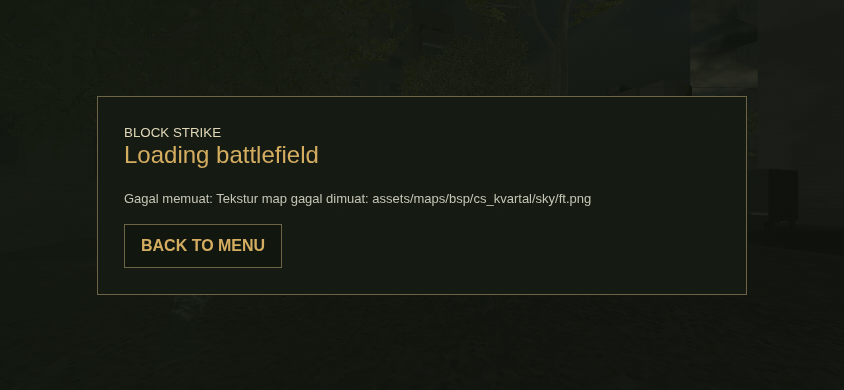 BLOCK STRIKE
Loading battlefield
Gagal memuat: Tekstur map gagal dimuat: assets/maps/bsp/cs_kvartal/sky/ft.png
BACK TO MENU